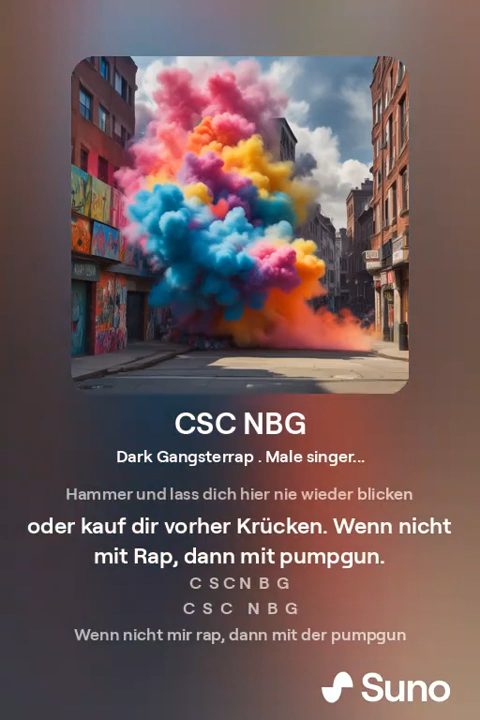 CSC NBG
Dark Gangsterrap . Male singer...
Hammer und lass dich hier nie wieder blicken
oder kauf dir vorher Krücken. Wenn nicht
mit Rap, dann mit pumpgun.
C S C N B G
C S C N B G
Wenn nicht mir rap, dann mit der pumpgun
Suno